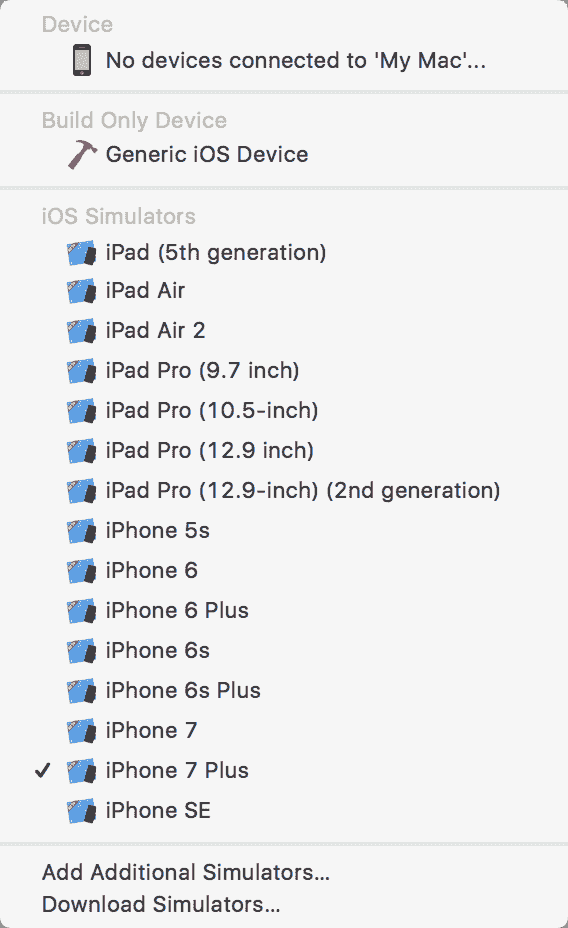 Device
No devices connected to 'My Mac'...
Build Only Device
Generic iOS Device
iOS Simulators
iPad (5th generation)
iPad Air
iPad Air 2
iPad Pro (9.7 inch)
iPad Pro (10.5-inch)
iPad Pro (12.9 inch)
iPad Pro (12.9-inch) (2nd generation)
iPhone 5s
iPhone 6
iPhone 6 Plus
iPhone 6s
iPhone 6s Plus
iPhone 7
✓ iPhone 7 Plus
iPhone SE
Add Additional Simulators...
Download Simulators...